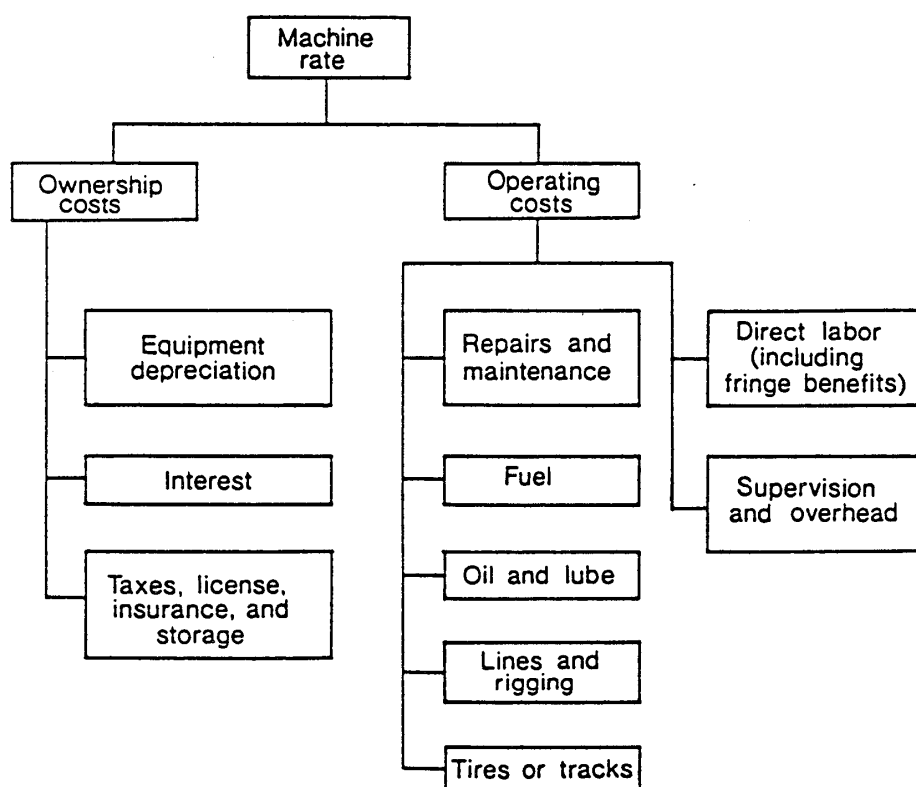 Machine
rate
Ownership
costs
Operating
costs
Equipment
depreciation
Interest
Taxes, license,
insurance, and
storage
Repairs and
maintenance
Fuel
Oil and lube
Lines and
rigging
Tires or tracks
Direct labor
(including
fringe benefits)
Supervision
and overhead